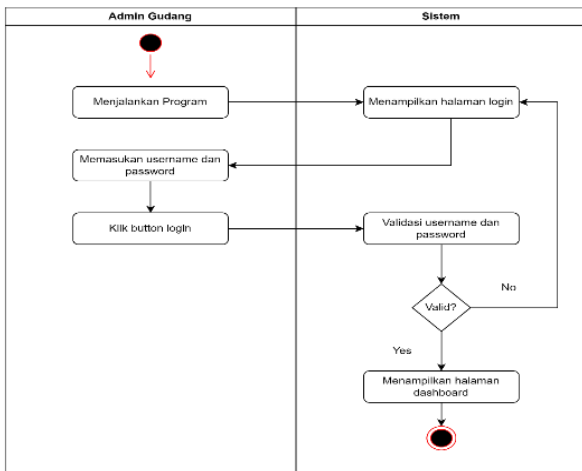 Admin Gudang
Sistem
Menjalankan Program
Menampilkan halaman login
Memasukan username dan
password
Klik button login
Validasi username dan
password
Valid?
No
Yes
Menampilkan halaman
dashboard